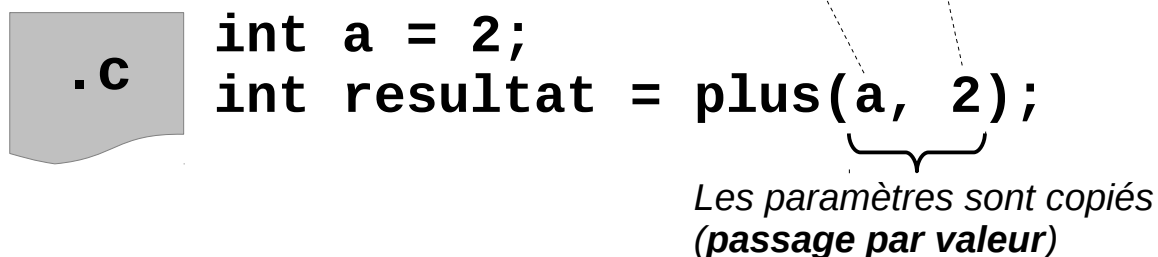 .c
int a = 2;
int resultat = plus(a, 2);
Les paramètres sont copiés
(passage par valeur)